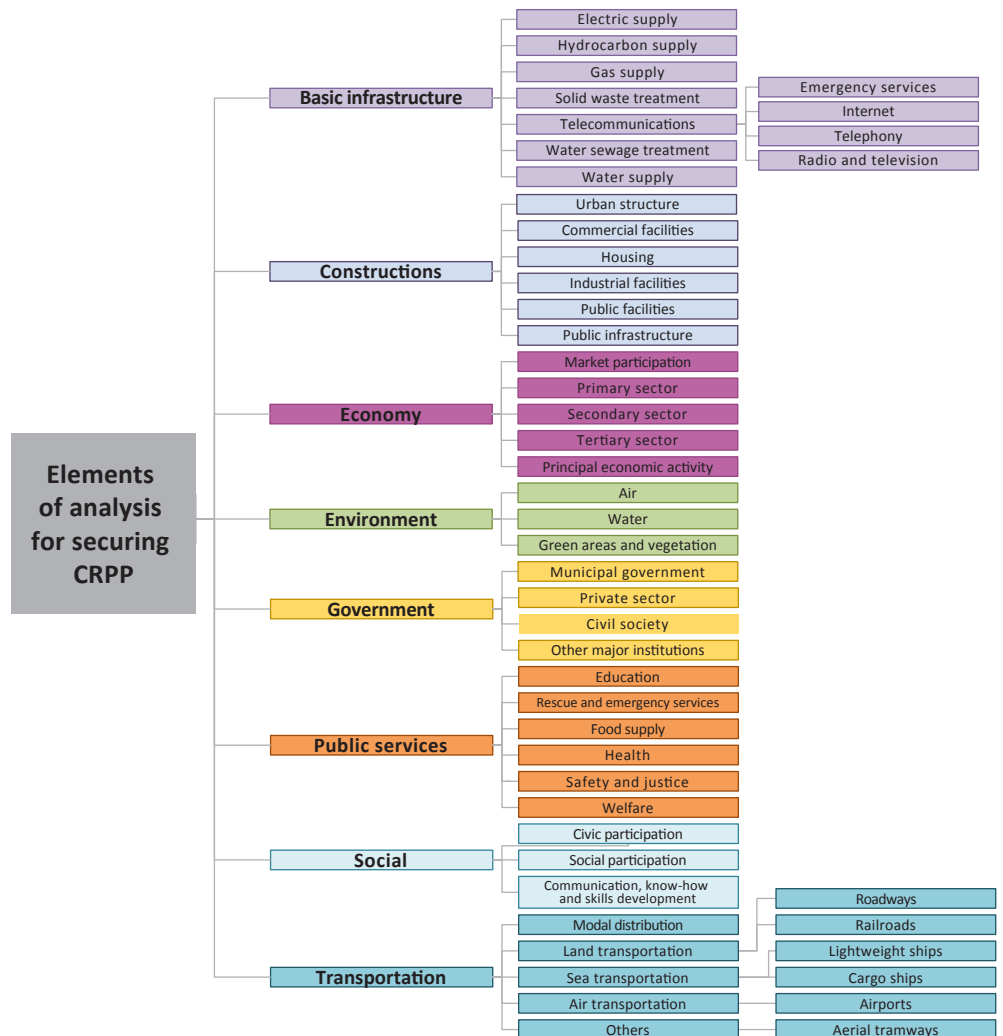 Elements
of analysis
for securing
CRPP
Basic infrastructure
Electric supply
Hydrocarbon supply
Gas supply
Solid waste treatment
Telecommunications
Emergency services
Internet
Telephony
Radio and television
Water sewage treatment
Water supply
Constructions
Urban structure
Commercial facilities
Housing
Industrial facilities
Public facilities
Public infrastructure
Economy
Market participation
Primary sector
Secondary sector
Tertiary sector
Principal economic activity
Environment
Air
Water
Green areas and vegetation
Government
Municipal government
Private sector
Civil society
Other major institutions
Public services
Education
Rescue and emergency services
Food supply
Health
Safety and justice
Welfare
Social
Civic participation
Social participation
Communication, know-how
and skills development
Transportation
Modal distribution
Land transportation
Roadways
Railroads
Sea transportation
Lightweight ships
Cargo ships
Air transportation
Airports
Others
Aerial tramways